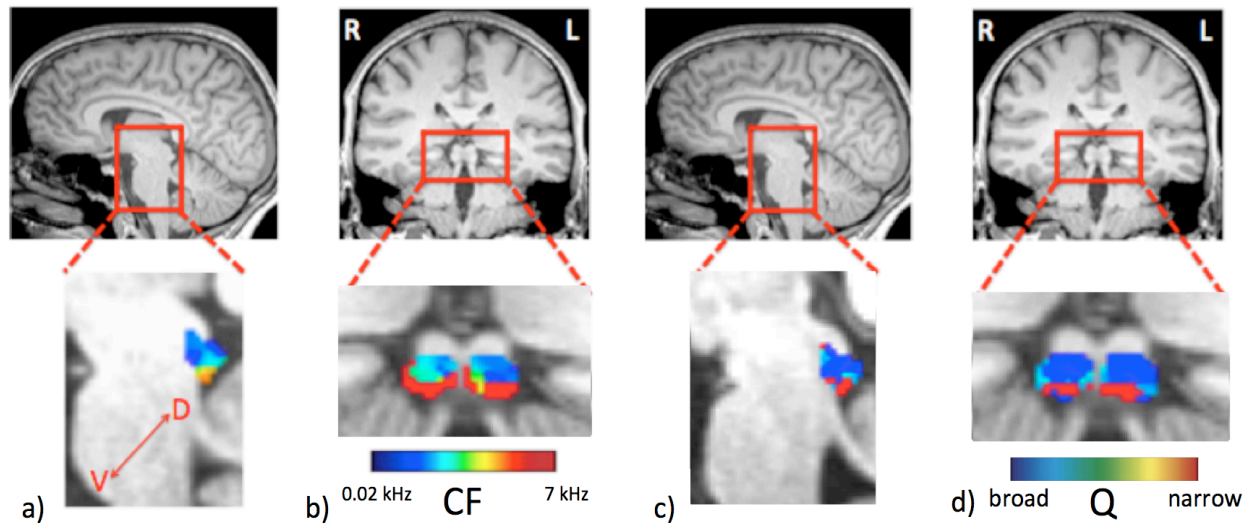 R L R L
D
V
a) b) c) d)
0.02 kHz CF 7 kHz
broad Q narrow